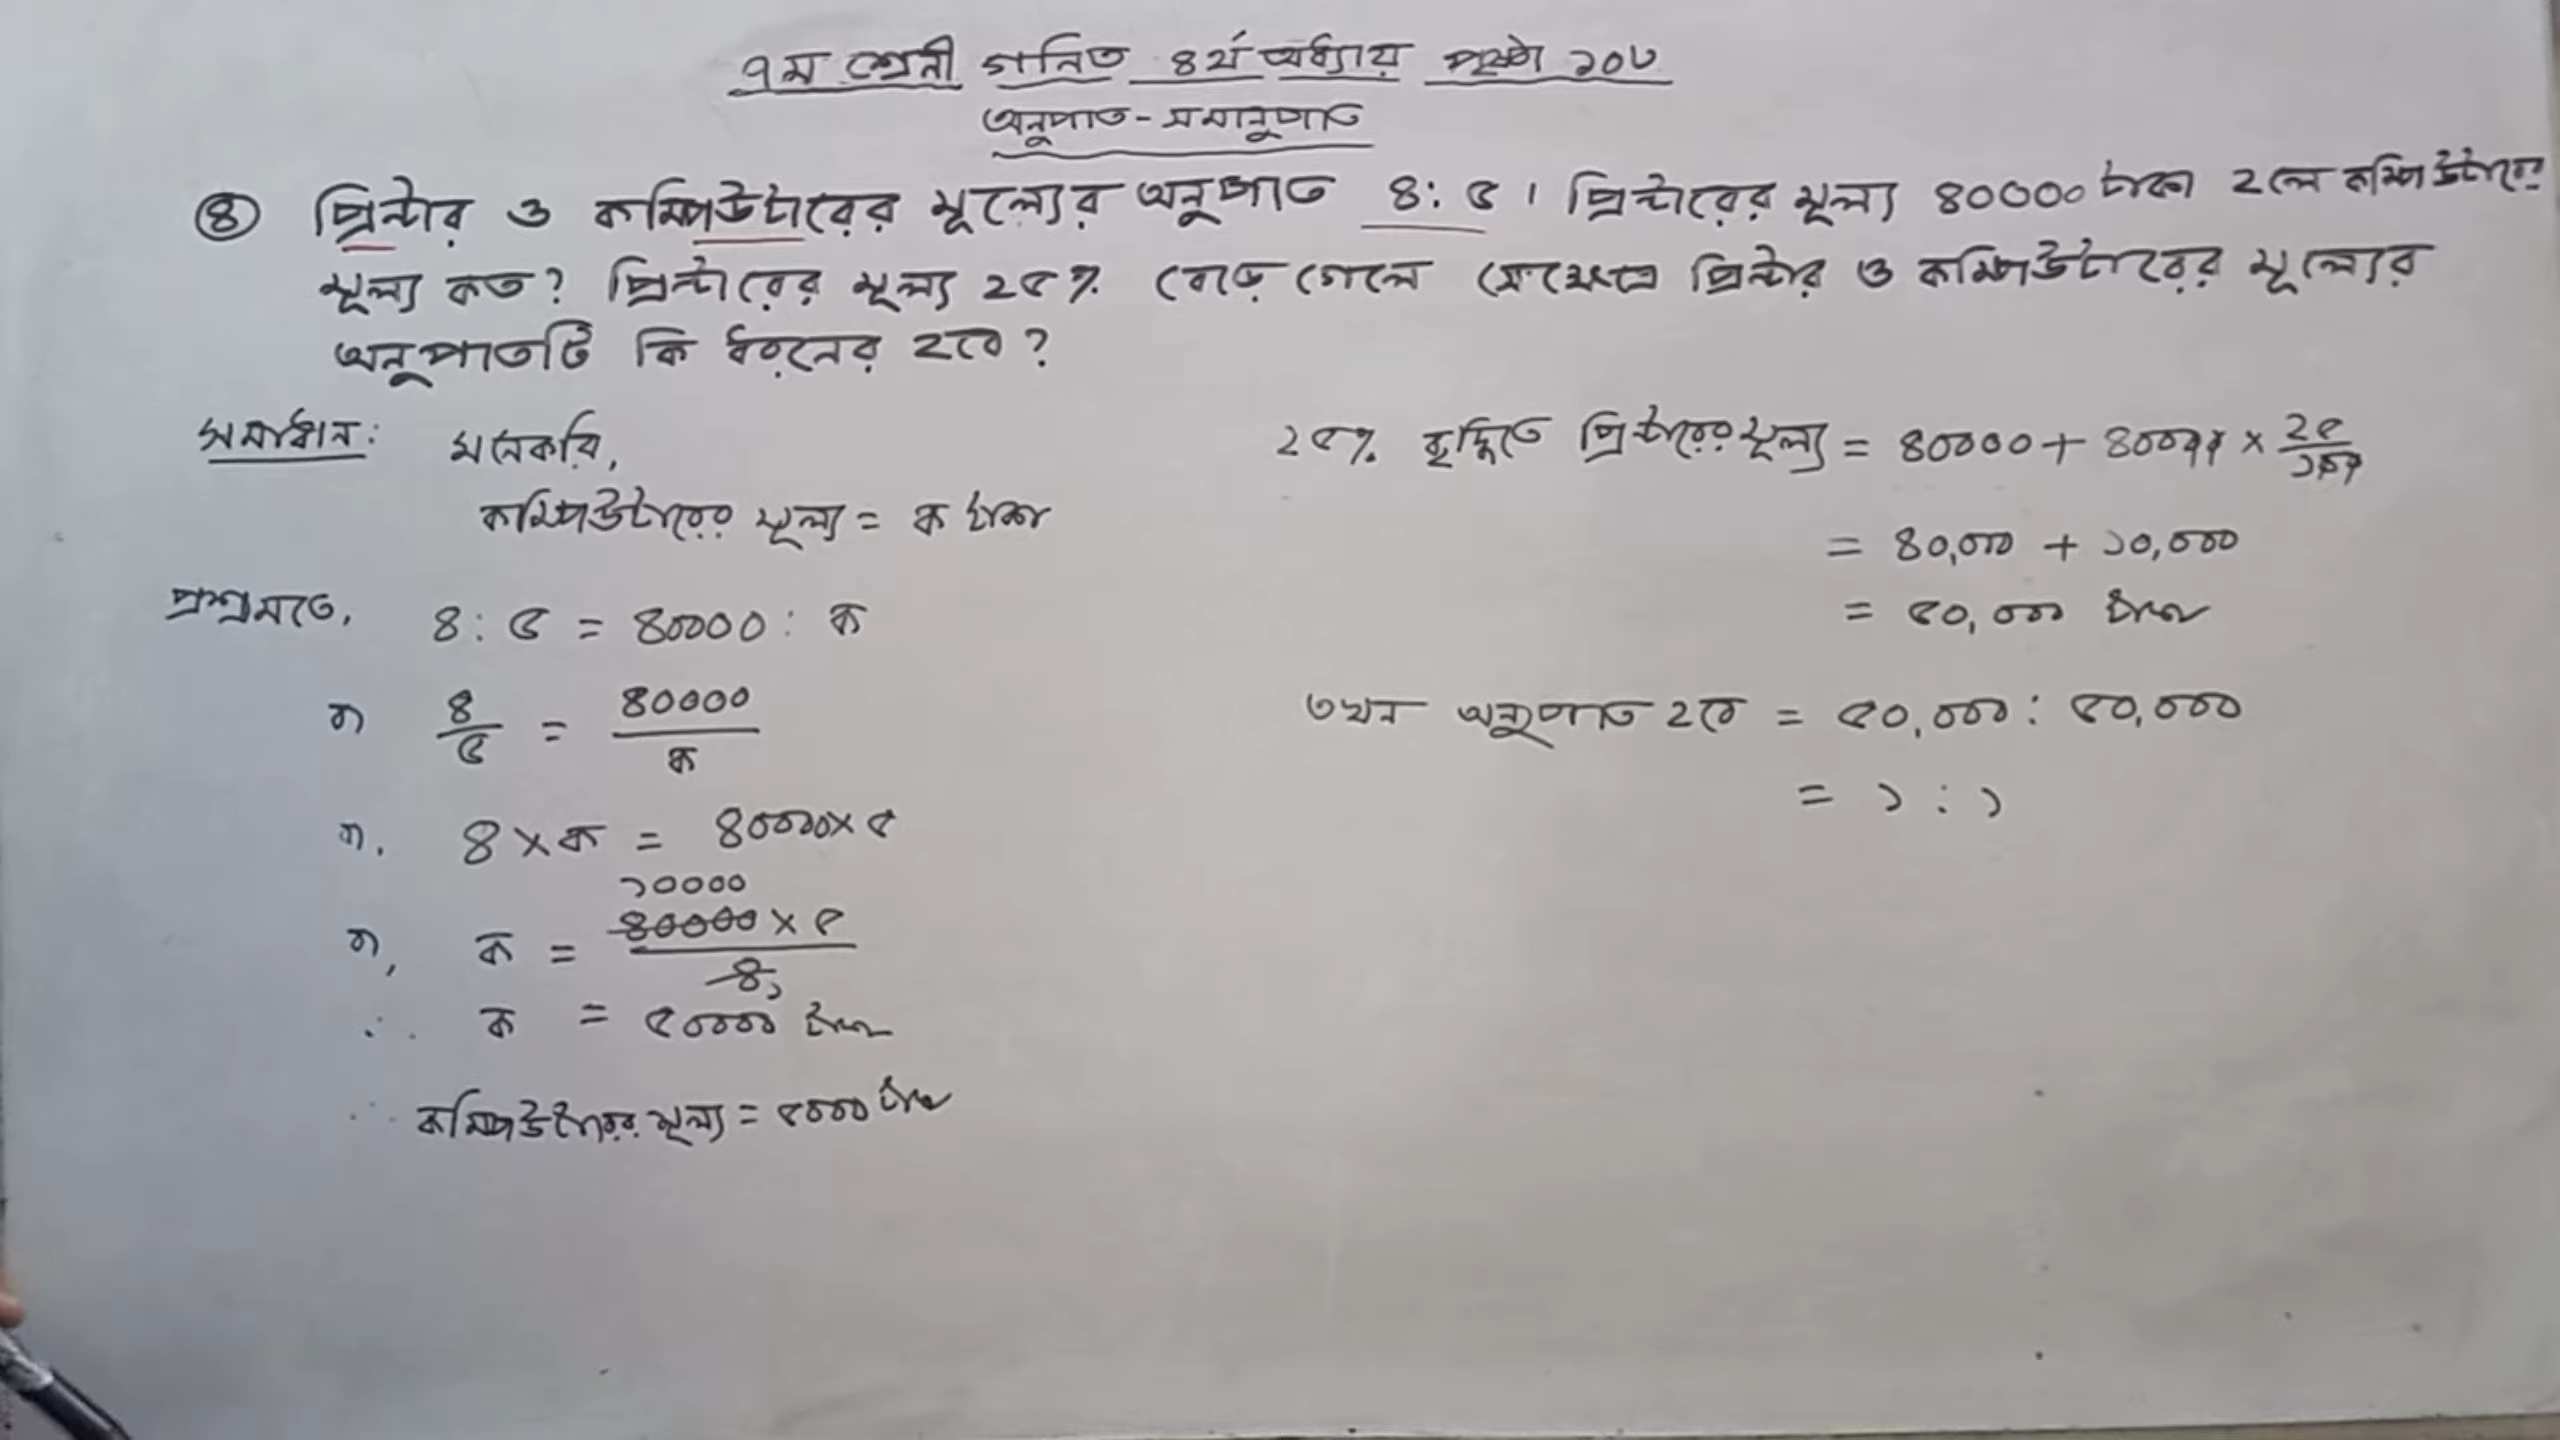 ৭ম শ্রেনী গনিত ৪র্থ অধ্যায় পৃষ্ঠা ১০৮
অনুপাত-সমানুপাত
④ প্রিন্টার ও কম্পিউটারের মূল্যের অনুপাত ৪:৫। প্রিন্টারের মূল্য ৪০০০০ টাকা হলে কম্পিউটারের
মূল্য কত? প্রিন্টারের মূল্য ২৫% বেড়ে গেলে সেক্ষেত্রে প্রিন্টার ও কম্পিউটারের মূল্যের
অনুপাতটি কি ধরনের হবে?
সমাধান: মনেকরি,
কম্পিউটারের মূল্য = ক টাকা
প্রশ্নমতে, ৪:৫ = ৪০০০০:ক
বা ৪/৫ = ৪০০০০/ক
বা, ৪×ক = ৪০০০০×৫
১০০০০
বা, ক = ৪০০০০×৫/৪ ১
∴ ক = ৫০০০০ টাকা
∴ কম্পিউটারের মূল্য = ৫০০০ টাকা
২৫% বৃদ্ধিতে প্রিন্টারের মূল্য = ৪০০০০ + ৪০০০০ × ২৫/১০০
= ৪০,০০০ + ১০,০০০
= ৫০,০০০ টাকা
তখন অনুপাত হবে = ৫০,০০০ : ৫০,০০০
= ১:১